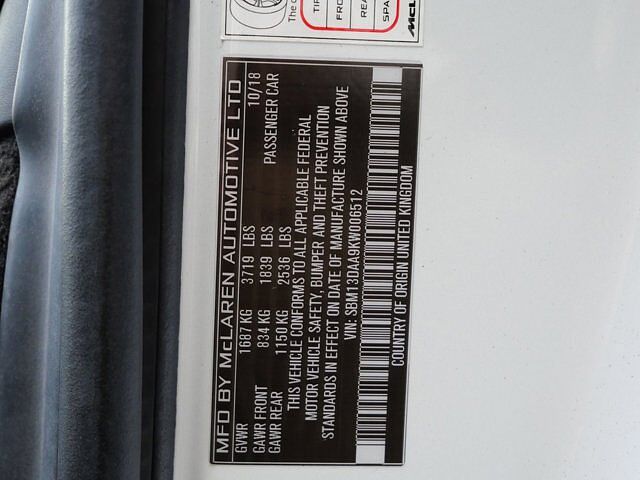 MFD BY McLAREN AUTOMOTIVE LTD
GVWR 1687 KG 3719 LBS 10/18
GAWR FRONT 834 KG 1839 LBS PASSENGER CAR
GAWR REAR 1150 KG 2536 LBS
THIS VEHICLE CONFORMS TO ALL APPLICABLE FEDERAL
MOTOR VEHICLE SAFETY, BUMPER AND THEFT PREVENTION
STANDARDS IN EFFECT ON DATE OF MANUFACTURE SHOWN ABOVE
VIN: SBM13DAA9KW006512
COUNTRY OF ORIGIN UNITED KINGDOM
The